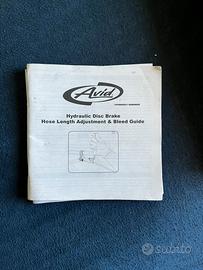 Avid
Hydraulic Disc Brake
Hose Length Adjustment & Bleed Guide
subito